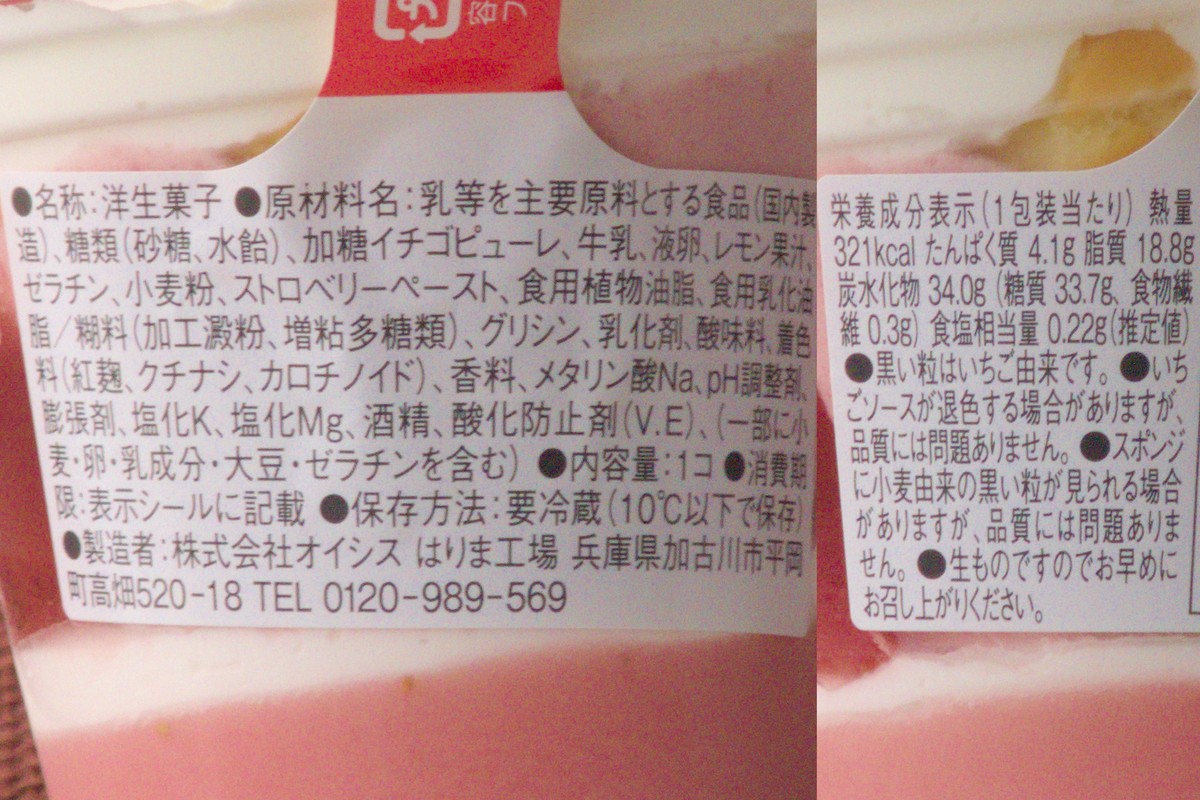 ●名称:洋生菓子 ●原材料名:乳等を主要原料とする食品(国内製
造)、糖類(砂糖、水飴)、加糖イチゴピューレ、牛乳、液卵、レモン果汁、
ゼラチン、小麦粉、ストロベリーペースト、食用植物油脂、食用乳化油
脂/糊料(加工澱粉、増粘多糖類)、グリシン、乳化剤、酸味料、着色
料(紅麹、クチナシ、カロチノイド)、香料、メタリン酸Na、pH調整剤、
膨張剤、塩化K、塩化Mg、酒精、酸化防止剤(V.E)、(一部に小
麦・卵・乳成分・大豆・ゼラチンを含む) ●内容量:1コ ●消費期
限:表示シールに記載 ●保存方法:要冷蔵(10℃以下で保存)
●製造者:株式会社オイシス はりま工場 兵庫県加古川市平岡
町高畑520-18 TEL 0120-989-569
栄養成分表示(1包装当たり) 熱量
321kcal たんぱく質 4.1g 脂質 18.8g
炭水化物 34.0g (糖質 33.7g、食物繊
維 0.3g) 食塩相当量 0.22g(推定値)
●黒い粒はいちご由来です。●いち
ごソースが退色する場合がありますが、
品質には問題ありません。●スポンジ
に小麦由来の黒い粒が見られる場合
がありますが、品質には問題ありま
せん。●生ものですのでお早めに
お召し上がりください。